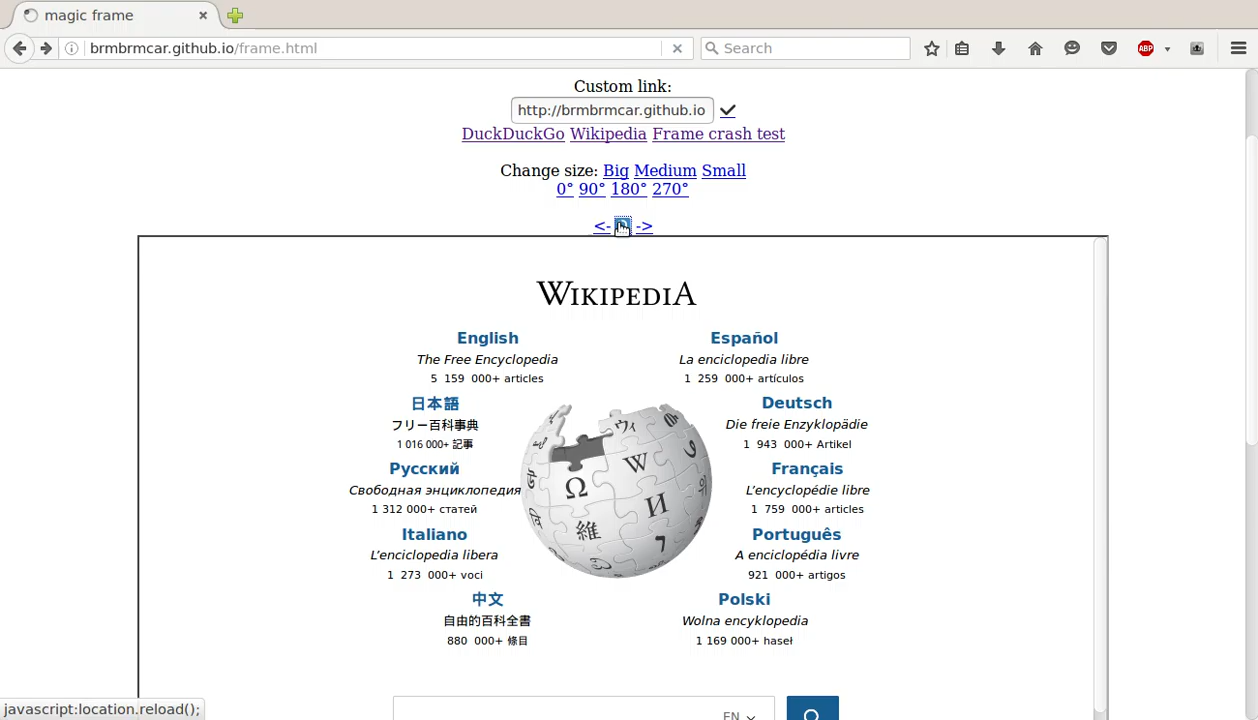 magic frame
brmbrmcar.github.io/frame.html
Search
ABP
Custom link:
http://brmbrmcar.github.io
DuckDuckGo Wikipedia Frame crash test
Change size: Big Medium Small
0° 90° 180° 270°
<- ->
WIKIPEDIA
English
The Free Encyclopedia
5 159 000+ articles
Español
La enciclopedia libre
1 259 000+ artículos
日本語
フリー百科事典
1 016 000+ 記事
Deutsch
Die freie Enzyklopädie
1 943 000+ Artikel
Русский
Свободная энциклопедия
1 312 000+ статей
Français
L'encyclopédie libre
1 759 000+ articles
Italiano
L'enciclopedia libera
1 273 000+ voci
Português
A enciclopédia livre
921 000+ artigos
中文
自由的百科全書
880 000+ 條目
Polski
Wolna encyklopedia
1 169 000+ haseł
Ω
W
ウィ
И
維
EN
javascript:location.reload();